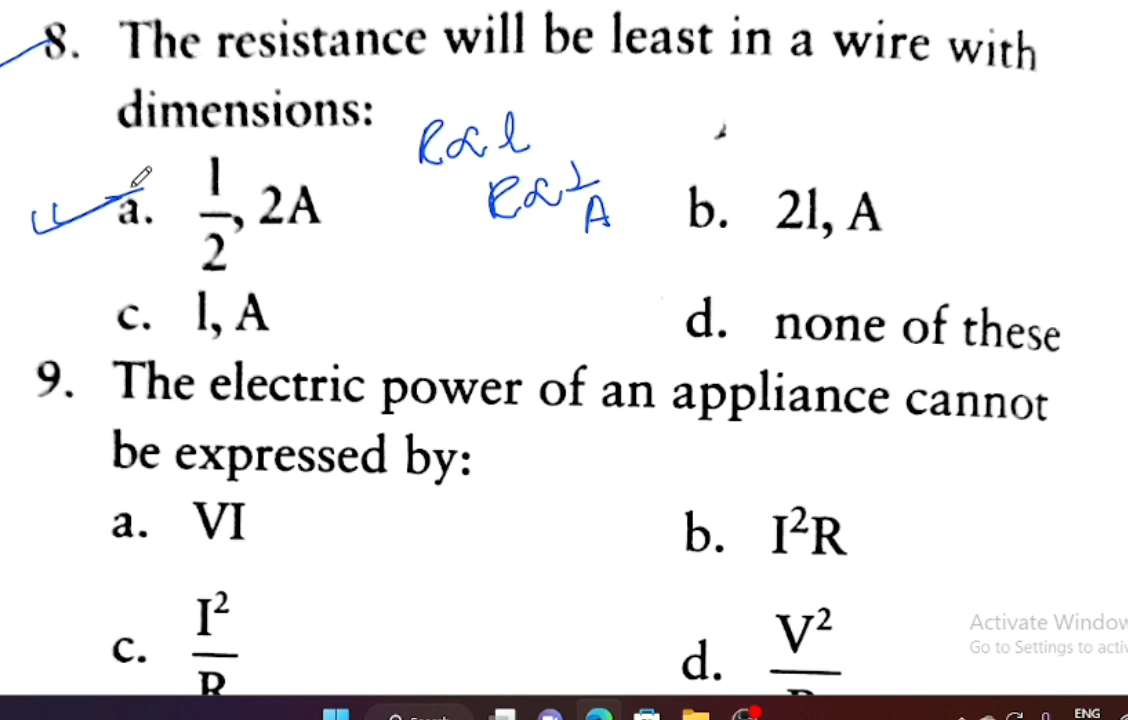 8. The resistance will be least in a wire with
dimensions:
R∝l
R∝1/A
a. l/2, 2A
b. 2l, A
c. l, A
d. none of these
9. The electric power of an appliance cannot
be expressed by:
a. VI
b. I²R
c. I²/R
d. V²
Activate Window
Go to Settings to activ
ENG